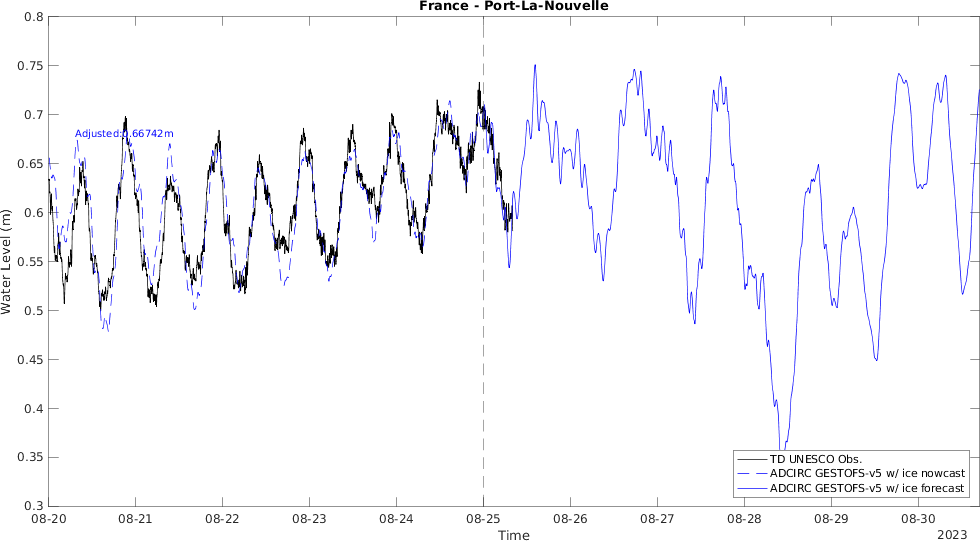 France - Port-La-Nouvelle
0.8
0.75
0.7
0.65
0.6
0.55
0.5
0.45
0.4
0.35
0.3
Water Level (m)
Adjusted:0.66742m
TD UNESCO Obs.
ADCIRC GESTOFS-v5 w/ ice nowcast
ADCIRC GESTOFS-v5 w/ ice forecast
08-20 08-21 08-22 08-23 08-24 08-25 08-26 08-27 08-28 08-29 08-30
Time
2023